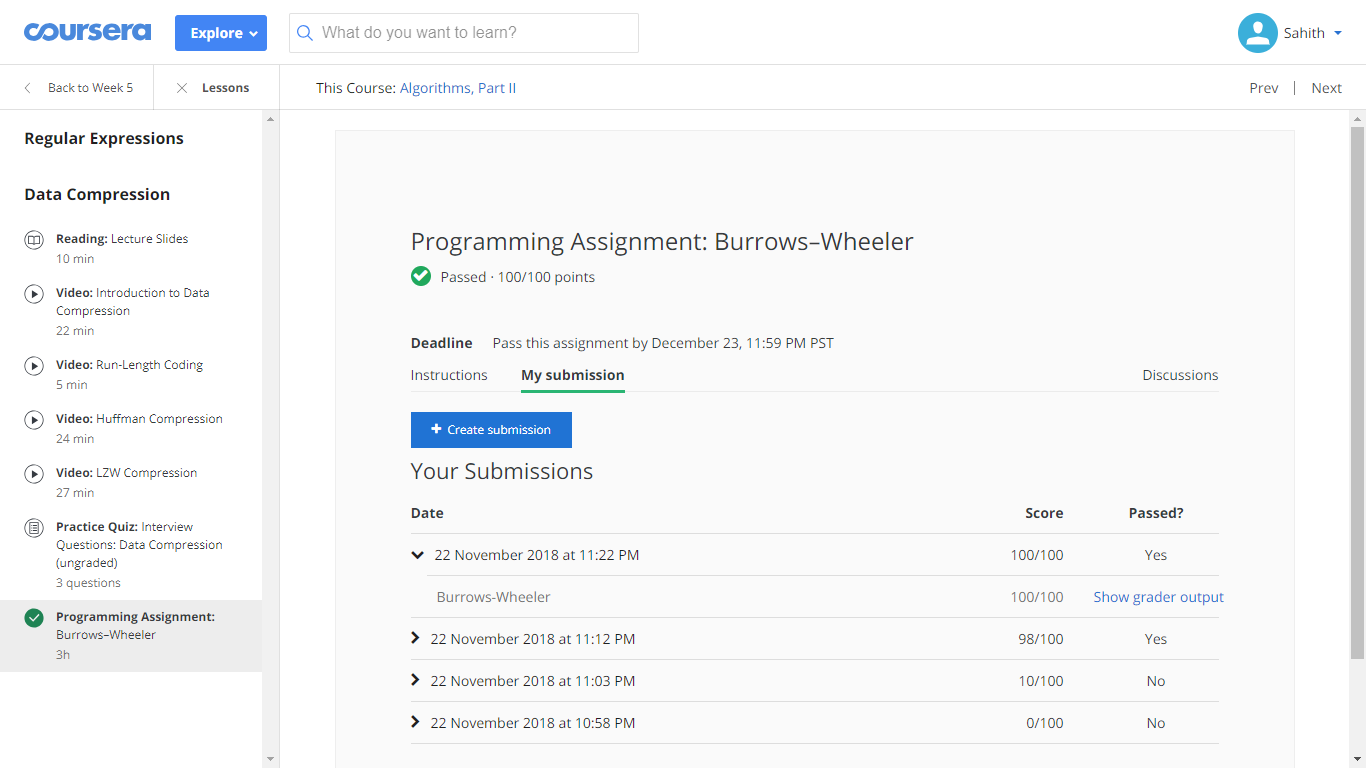 coursera Explore What do you want to learn? Sahith
Back to Week 5 Lessons This Course: Algorithms, Part II Prev | Next
Regular Expressions
Data Compression
Reading: Lecture Slides
10 min
Video: Introduction to Data
Compression
22 min
Video: Run-Length Coding
5 min
Video: Huffman Compression
24 min
Video: LZW Compression
27 min
Practice Quiz: Interview
Questions: Data Compression
(ungraded)
3 questions
Programming Assignment:
Burrows–Wheeler
3h
Programming Assignment: Burrows–Wheeler
Passed · 100/100 points
Deadline Pass this assignment by December 23, 11:59 PM PST
Instructions My submission Discussions
+ Create submission
Your Submissions
Date Score Passed?
22 November 2018 at 11:22 PM 100/100 Yes
Burrows-Wheeler 100/100 Show grader output
22 November 2018 at 11:12 PM 98/100 Yes
22 November 2018 at 11:03 PM 10/100 No
22 November 2018 at 10:58 PM 0/100 No